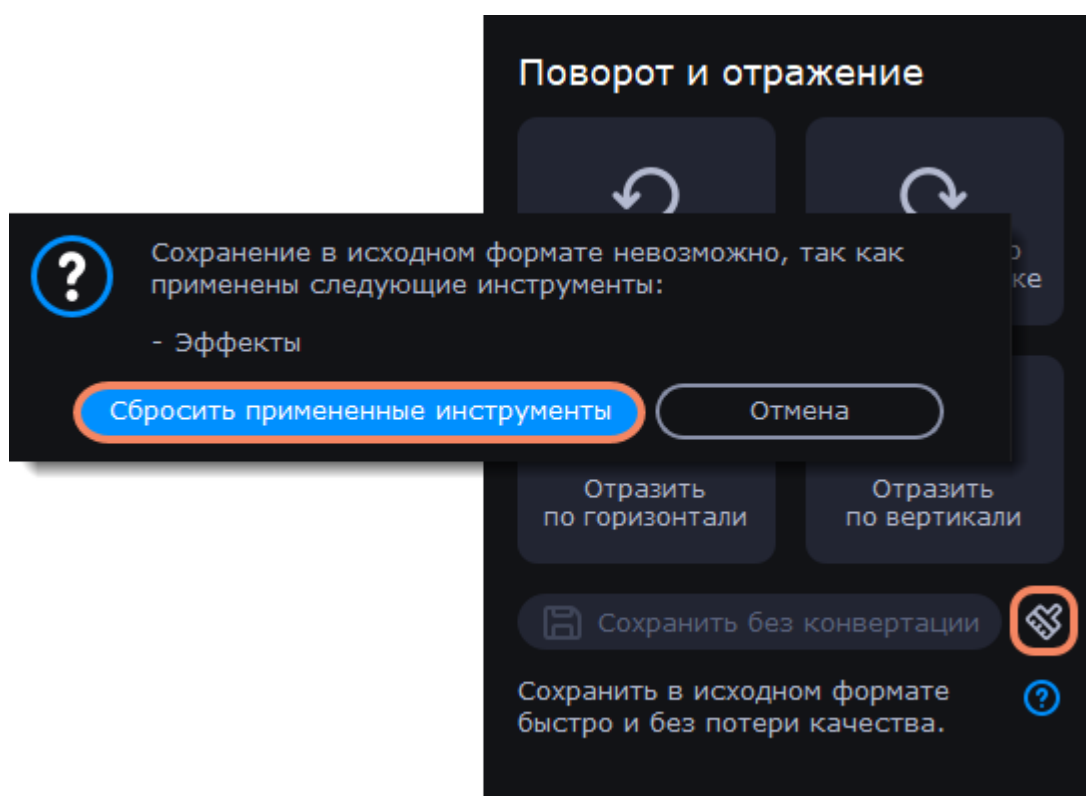 Поворот и отражение
Сохранение в исходном формате невозможно, так как
применены следующие инструменты:
- Эффекты
Сбросить примененные инструменты
Отмена
Отразить
по горизонтали
Отразить
по вертикали
Сохранить без конвертации
Сохранить в исходном формате
быстро и без потери качества.